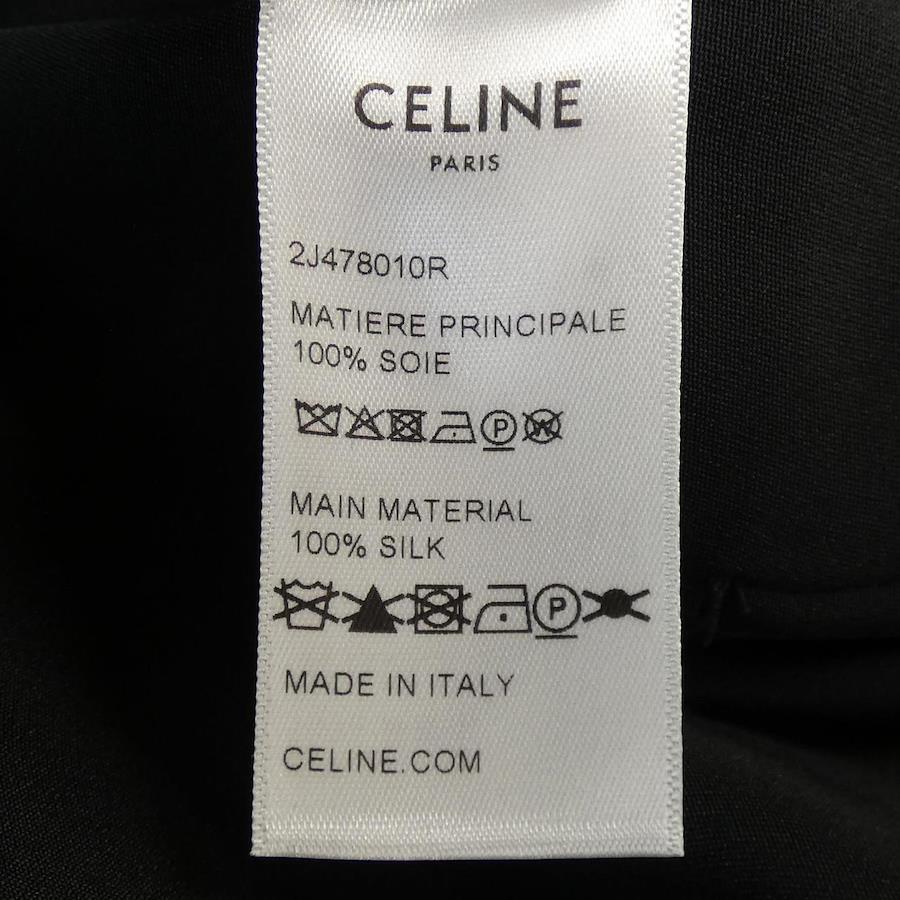 CELINE
PARIS
2J478010R
MATIERE PRINCIPALE
100% SOIE
P W
MAIN MATERIAL
100% SILK
P
MADE IN ITALY
CELINE.COM